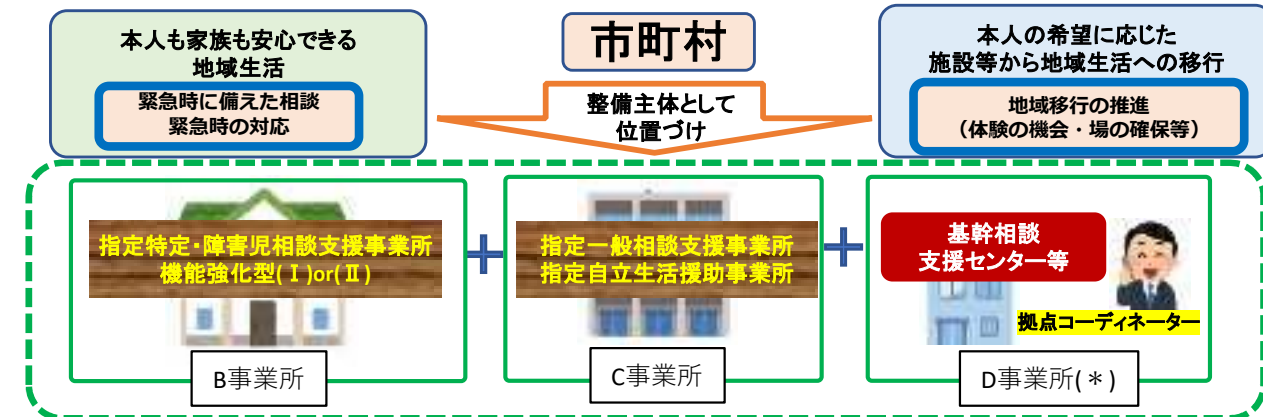 本人も家族も安心できる
地域生活
緊急時に備えた相談
緊急時の対応
市町村
整備主体として
位置づけ
本人の希望に応じた
施設等から地域生活への移行
地域移行の推進
（体験の機会・場の確保等）
指定特定・障害児相談支援事業所
機能強化型(Ⅰ)or(Ⅱ)
B事業所
+
指定一般相談支援事業所
指定自立生活援助事業所
C事業所
+
基幹相談
支援センター等
拠点コーディネーター
D事業所(＊)